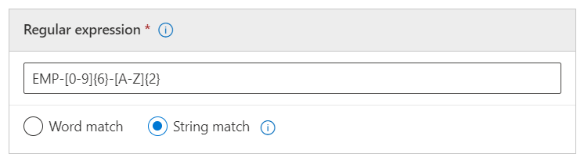 Regular expression *
EMP-[0-9]{6}-[A-Z]{2}
Word match String match